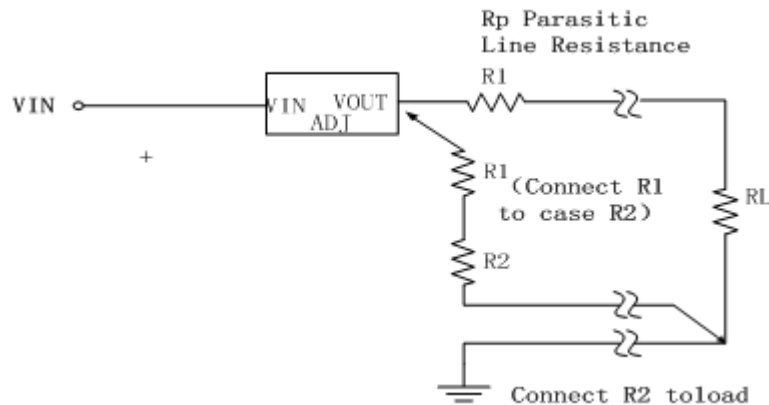 Rp Parasitic
Line Resistance
R1
VIN
VIN VOUT
ADJ
+
R1
(Connect R1
to case R2)
RL
R2
Connect R2 toload